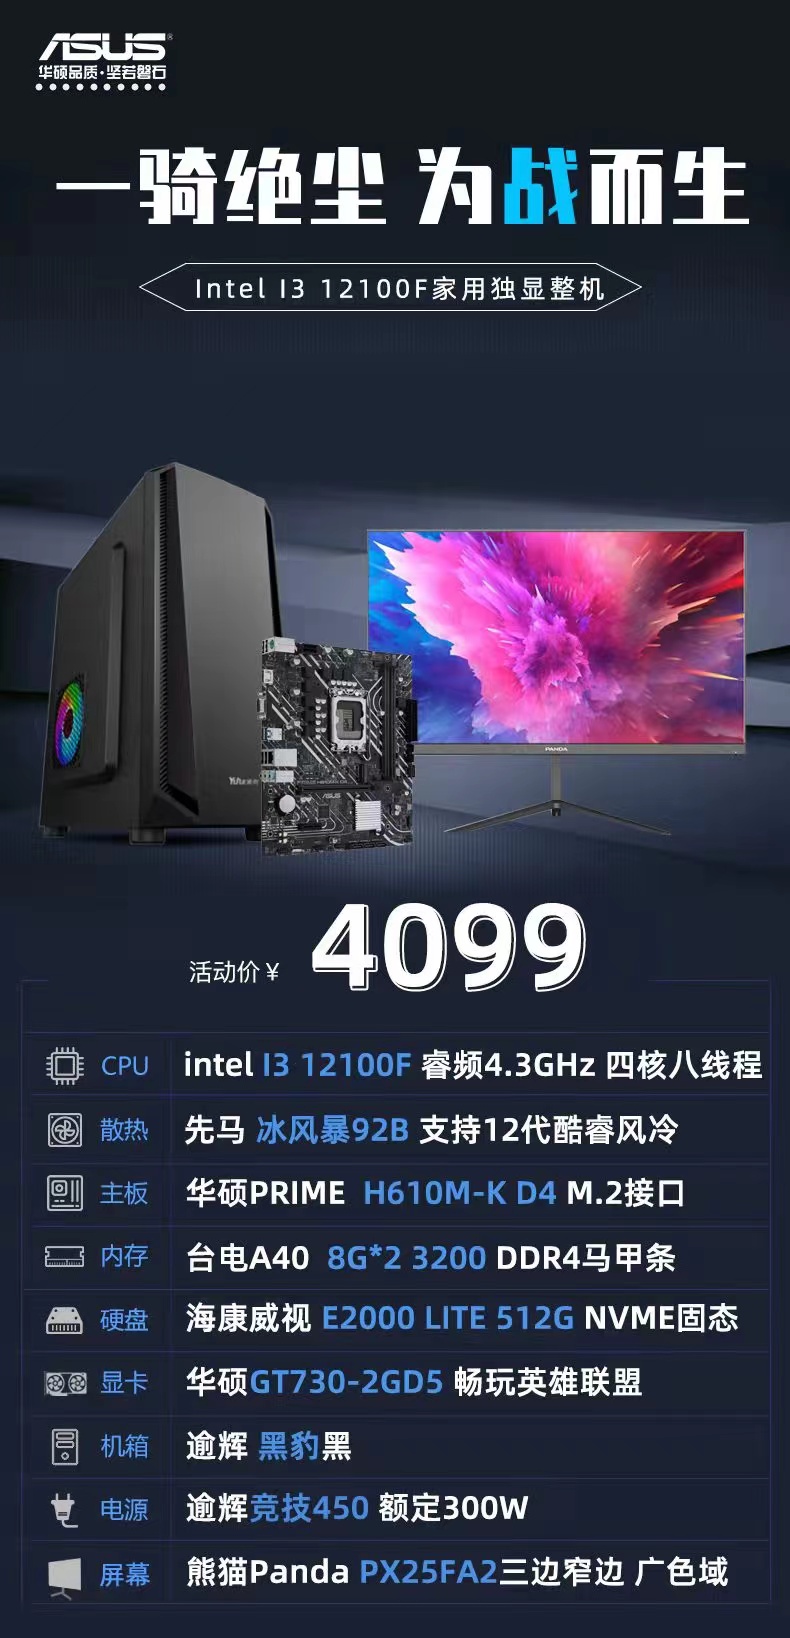 ASUS
华硕品质·坚若磐石
一骑绝尘 为战而生
Intel I3 12100F家用独显整机
PANDA
ASUS
活动价￥ 4099
CPU intel I3 12100F 睿频4.3GHz 四核八线程
散热 先马 冰风暴92B 支持12代酷睿风冷
主板 华硕PRIME H610M-K D4 M.2接口
内存 台电A40 8G*2 3200 DDR4马甲条
硬盘 海康威视 E2000 LITE 512G NVME固态
显卡 华硕GT730-2GD5 畅玩英雄联盟
机箱 逾辉 黑豹黑
电源 逾辉竞技450 额定300W
屏幕 熊猫Panda PX25FA2三边窄边 广色域